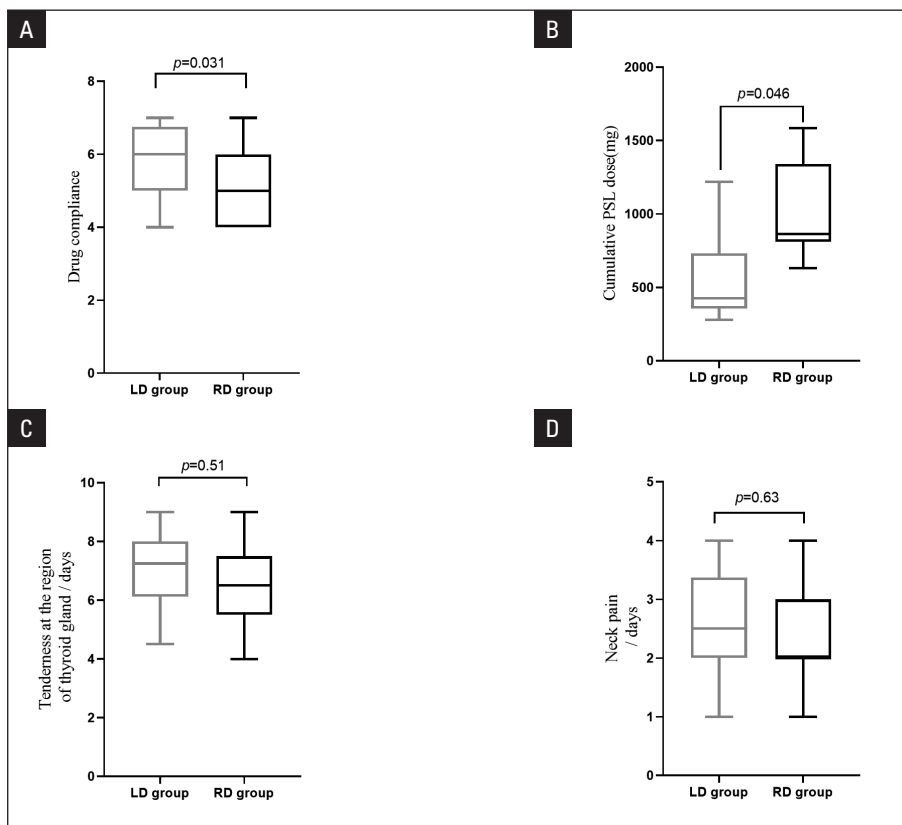 A
p=0.031
8
6
4
2
0
Drug compliance
LD group
RD group
B
p=0.046
2000
1500
1000
500
0
Cumulative PSL dose(mg)
LD group
RD group
C
p=0.51
10
8
6
4
2
0
Tenderness at the region
of thyroid gland / days
LD group
RD group
D
p=0.63
5
4
3
2
1
0
Neck pain
/ days
LD group
RD group